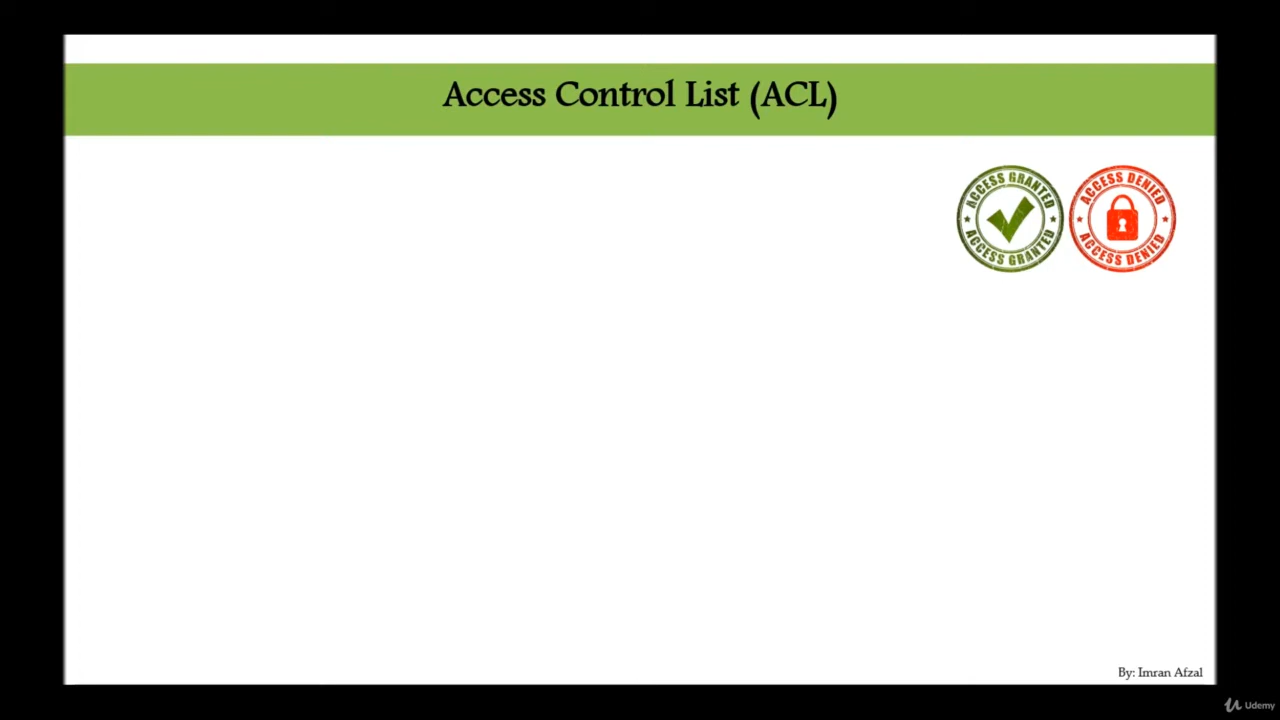 Access Control List (ACL)
ACCESS GRANTED
ACCESS GRANTED
ACCESS DENIED
ACCESS DENIED
By: Imran Afzal
Udemy